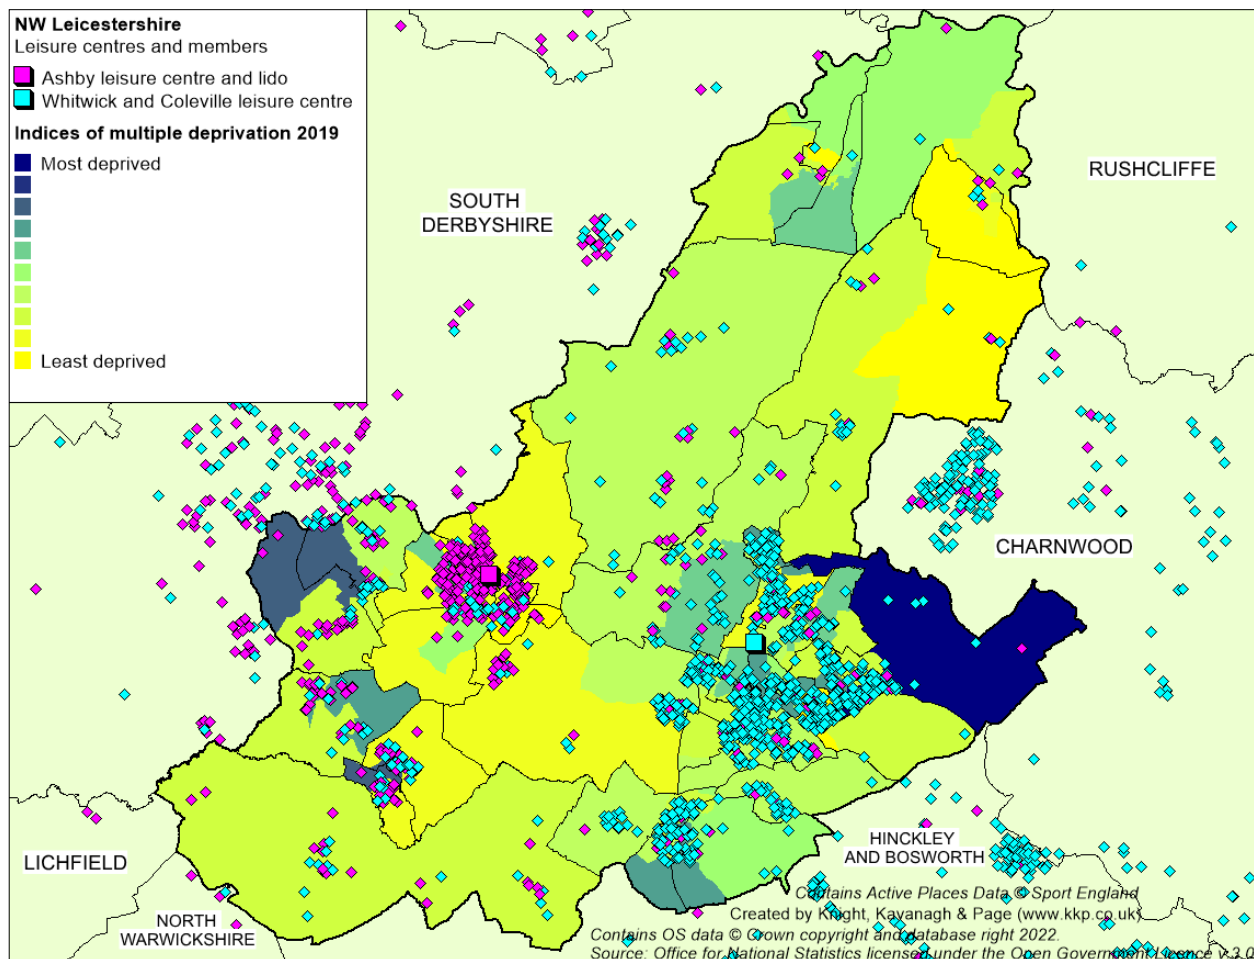 NW Leicestershire
Leisure centres and members
Ashby leisure centre and lido
Whitwick and Coleville leisure centre
Indices of multiple deprivation 2019
Most deprived
Least deprived
RUSHCLIFFE
SOUTH
DERBYSHIRE
CHARNWOOD
HINCKLEY
AND BOSWORTH
LICHFIELD
NORTH
WARWICKSHIRE
Contains Active Places Data © Sport England
Created by Knight, Kavanagh & Page (www.kkp.co.uk)
Contains OS data © Crown copyright and database right 2022.
Source: Office for National Statistics licensed under the Open Government Licence v.3.0